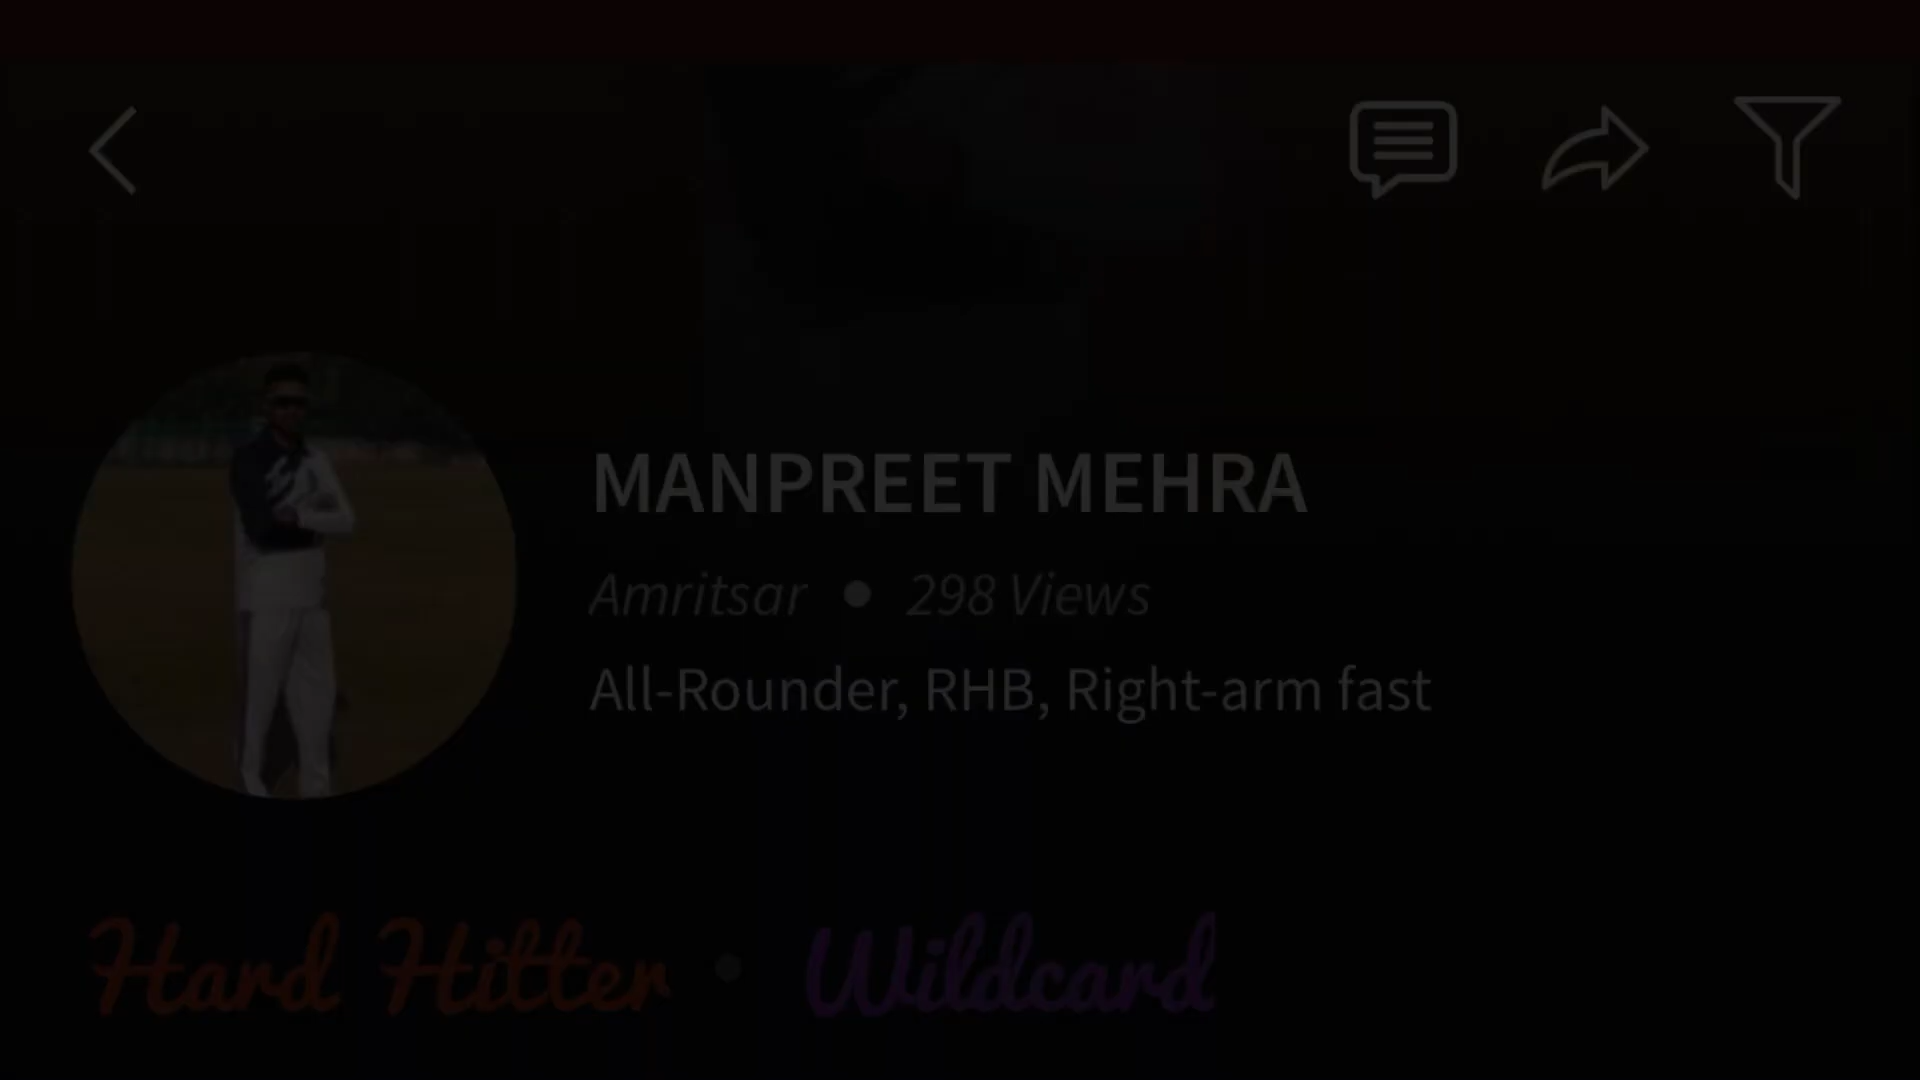 MANPREET MEHRA
Amritsar ● 298 Views
All-Rounder, RHB, Right-arm fast
Hard Hitter • Wildcard